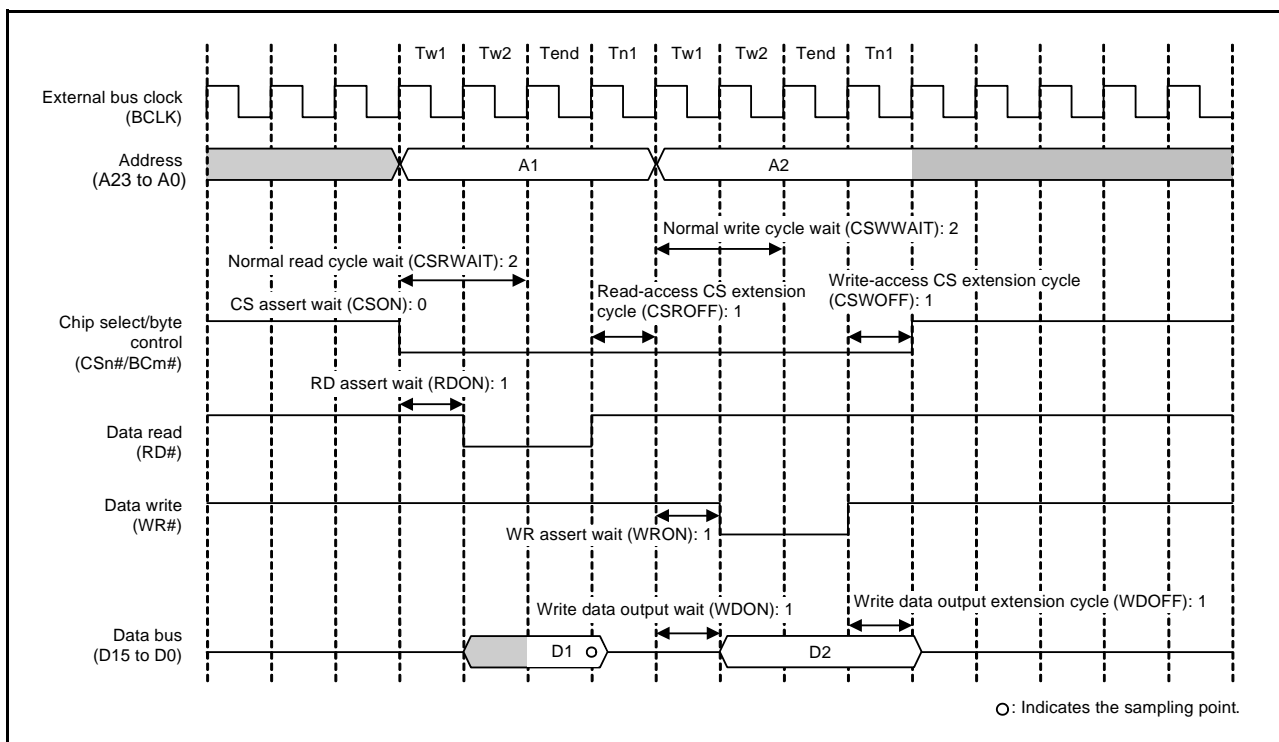 Tw1 Tw2 Tend Tn1 Tw1 Tw2 Tend Tn1
External bus clock
(BCLK)
Address
(A23 to A0)
A1
A2
Normal write cycle wait (CSWWAIT): 2
Normal read cycle wait (CSRWAIT): 2
CS assert wait (CSON): 0
Read-access CS extension
cycle (CSROFF): 1
Write-access CS extension cycle
(CSWOFF): 1
Chip select/byte
control
(CSn#/BCm#)
RD assert wait (RDON): 1
Data read
(RD#)
Data write
(WR#)
WR assert wait (WRON): 1
Write data output wait (WDON): 1
Write data output extension cycle (WDOFF): 1
Data bus
(D15 to D0)
D1
D2
: Indicates the sampling point.